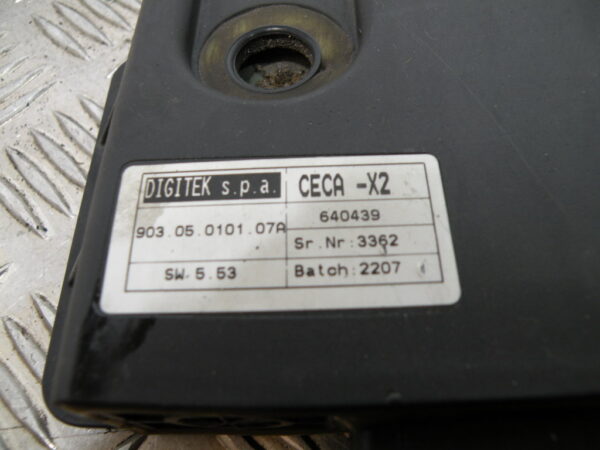 DIGITEK s.p.a.
903.05.0101.07A
SW 5.53
CECA -X2
640439
Sr.Nr:3362
Batch:2207